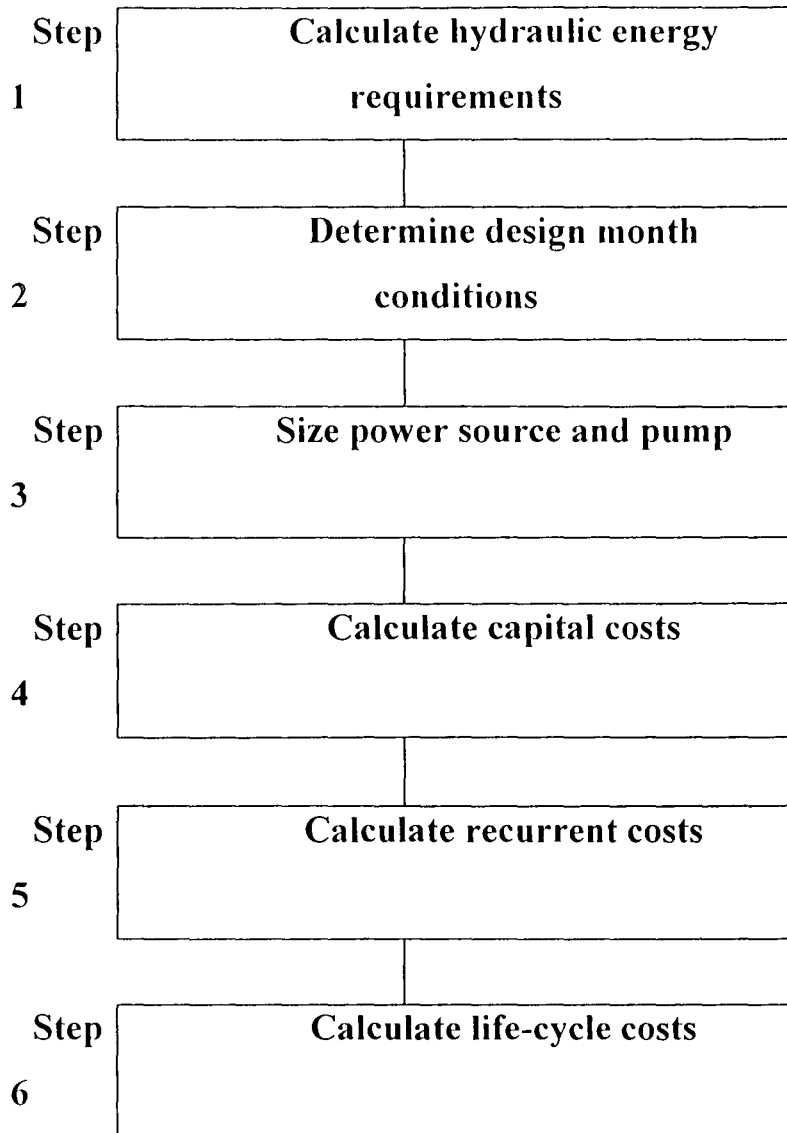 Step Calculate hydraulic energy
1 requirements
Step Determine design month
2 conditions
Step Size power source and pump
3
Step Calculate capital costs
4
Step Calculate recurrent costs
5
Step Calculate life-cycle costs
6